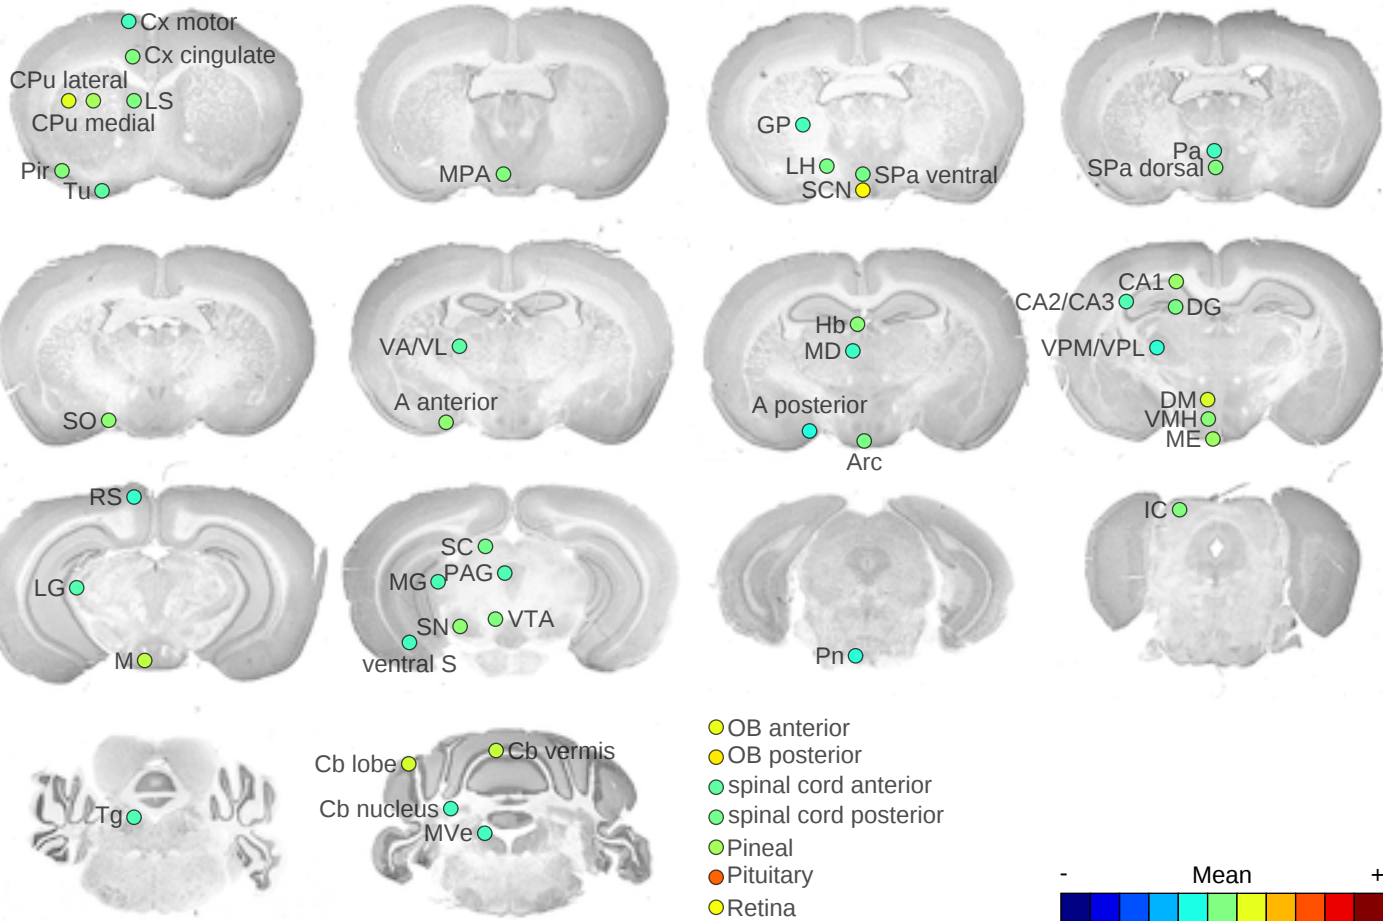 Cx motor
Cx cingulate
CPu lateral
LS
CPu medial
Pir
Tu
MPA
GP
LH
SPa ventral
SCN
Pa
SPa dorsal
SO
VA/VL
A anterior
Hb
MD
A posterior
Arc
CA1
CA2/CA3
DG
VPM/VPL
DM
VMH
ME
RS
LG
M
SC
MG
PAG
SN
VTA
ventral S
Pn
IC
Tg
Cb lobe
Cb vermis
Cb nucleus
MVe
OB anterior
OB posterior
spinal cord anterior
spinal cord posterior
Pineal
Pituitary
Retina
- Mean +